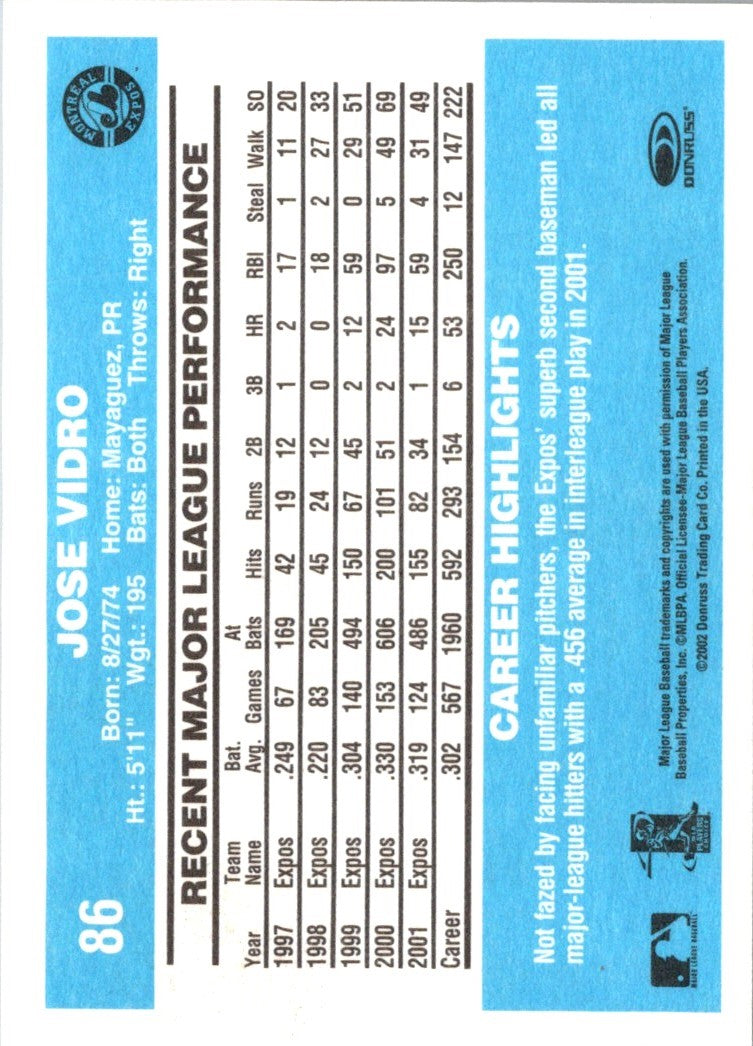 86
JOSE VIDRO
MONTREAL EXPOS
Born: 8/27/74 Home: Mayaguez, PR
Ht.: 5'11" Wgt.: 195 Bats: Both Throws: Right
RECENT MAJOR LEAGUE PERFORMANCE
Team Bat. At
Year Name Avg. Games Bats Hits Runs 2B 3B HR RBI Steal Walk SO
1997 Expos .249 67 169 42 19 12 1 2 17 1 11 20
1998 Expos .220 83 205 45 24 12 0 0 18 2 27 33
1999 Expos .304 140 494 150 67 45 2 12 59 0 29 51
2000 Expos .330 153 606 200 101 51 2 24 97 5 49 69
2001 Expos .319 124 486 155 82 34 1 15 59 4 31 49
Career .302 567 1960 592 293 154 6 53 250 12 147 222
CAREER HIGHLIGHTS
Not fazed by facing unfamiliar pitchers, the Expos' superb second baseman led all
major-league hitters with a .456 average in interleague play in 2001.
MAJOR LEAGUE BASEBALL
PLAYERS
Major League Baseball trademarks and copyrights are used with permission of Major League
Baseball Properties, Inc. ©MLBPA. Official Licensee-Major League Baseball Players Association.
©2002 Donruss Trading Card Co. Printed in the USA.
DONRUSS